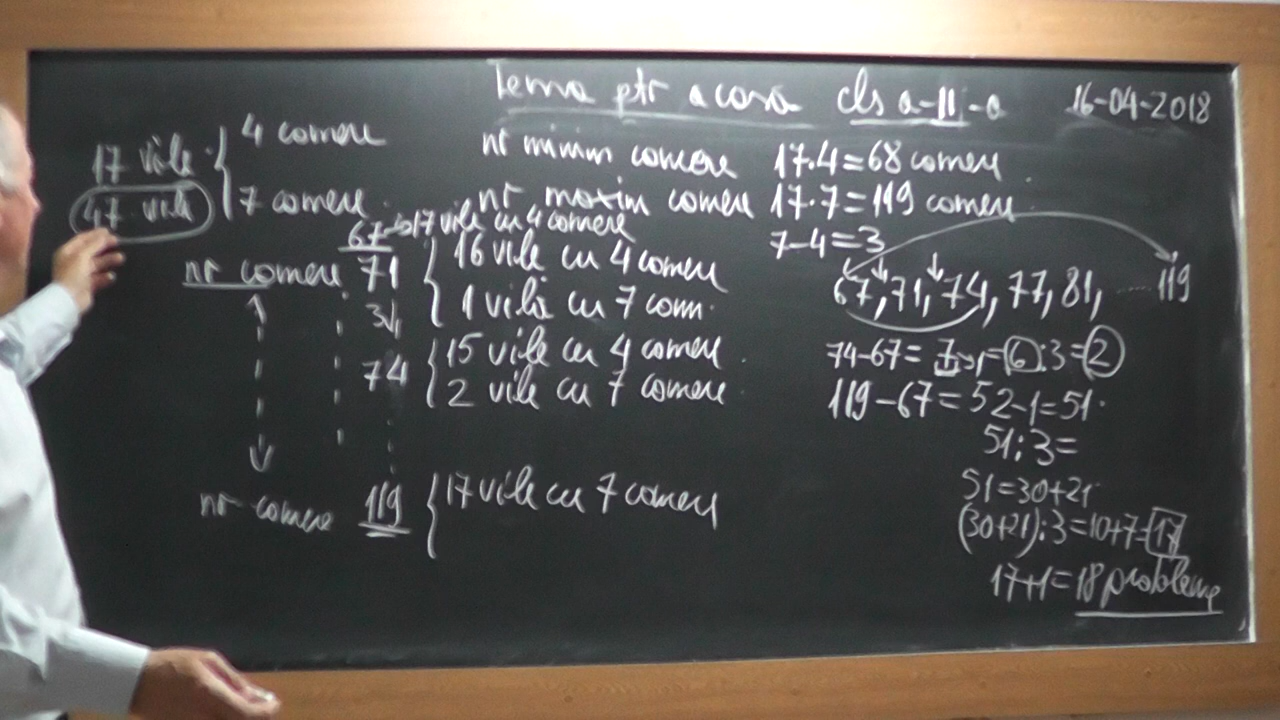 Tema ptr acasă cls a-II-a 16-04-2018
17 vile { 4 camere
47 vile 7 camere
nr minim camere 17·4=68 camere
nr maxim camere 17·7=119 camere
7-4=3
67→17 vile cu 4 camere
nr camere 71 { 16 vile cu 4 camere
1 vilă cu 7 cam.
3↓
74 { 15 vile cu 4 camere
2 vile cu 7 camere
nr camere 119 { 17 vile cu 7 camere
67, 71, 74, 77, 81, ..... 119
74-67= 7-1=6:3=2
119-67=52-1=51.
51:3=
51=30+21
(30+21):3=10+7=17
17+1=18 probleme